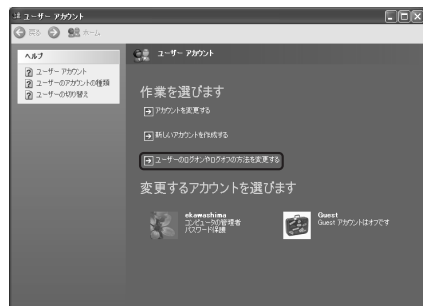 ユーザー アカウント
戻る
ホーム
ヘルプ
ユーザー アカウント
ユーザーのアカウントの種類
ユーザーの切り替え
ユーザー アカウント
作業を選びます
アカウントを変更する
新しいアカウントを作成する
ユーザーのログオンやログオフの方法を変更する
変更するアカウントを選びます
ekawashima
コンピュータの管理者
パスワード保護
Guest
Guest アカウントはオフです